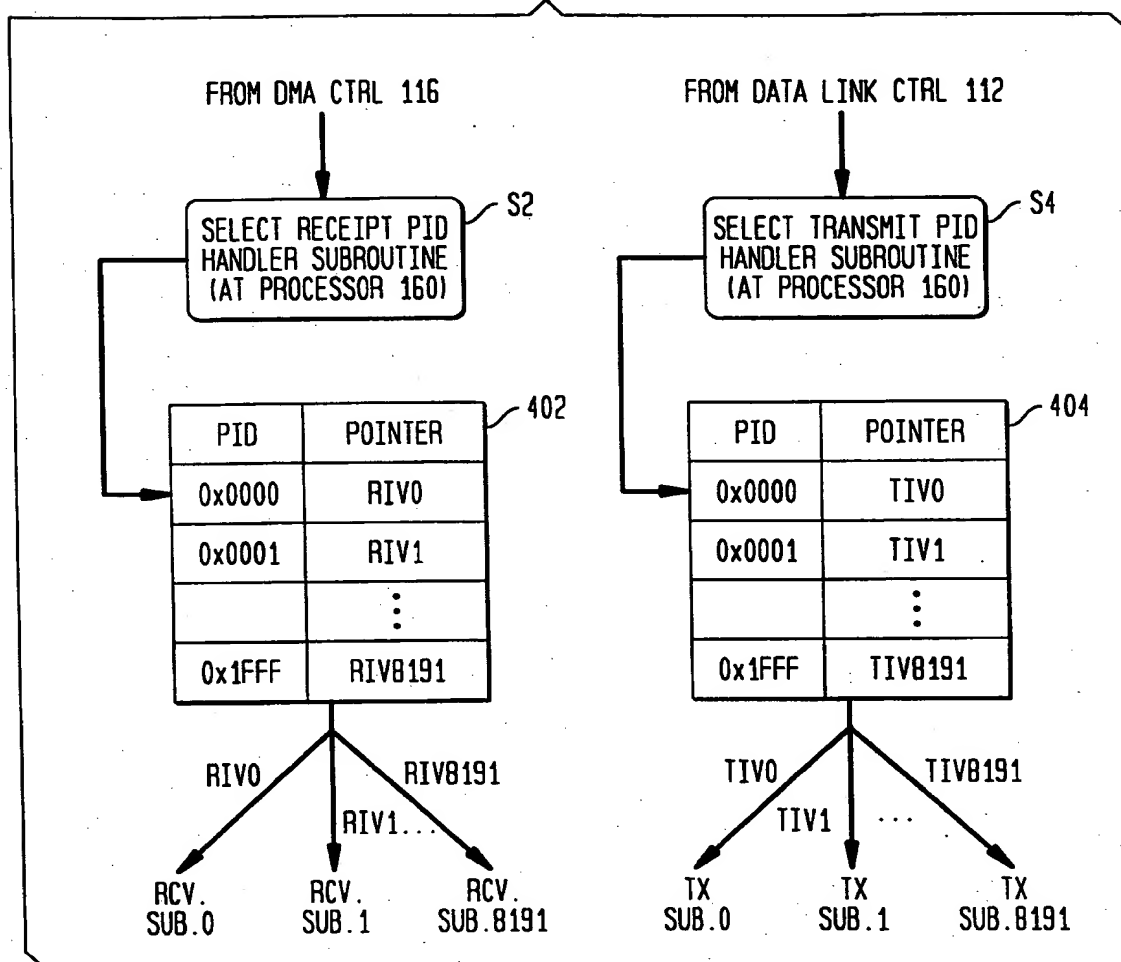 FROM DMA CTRL 116
SELECT RECEIPT PID
HANDLER SUBROUTINE
(AT PROCESSOR 160)
S2
402
PID POINTER
0x0000 RIV0
0x0001 RIV1
0x1FFF RIV8191
RIV0
RIV1...
RIV8191
RCV.
SUB.0
RCV.
SUB.1
RCV.
SUB.8191
FROM DATA LINK CTRL 112
SELECT TRANSMIT PID
HANDLER SUBROUTINE
(AT PROCESSOR 160)
S4
404
PID POINTER
0x0000 TIV0
0x0001 TIV1
0x1FFF TIV8191
TIV0
TIV1 ...
TIV8191
TX
SUB.0
TX
SUB.1
TX
SUB.8191